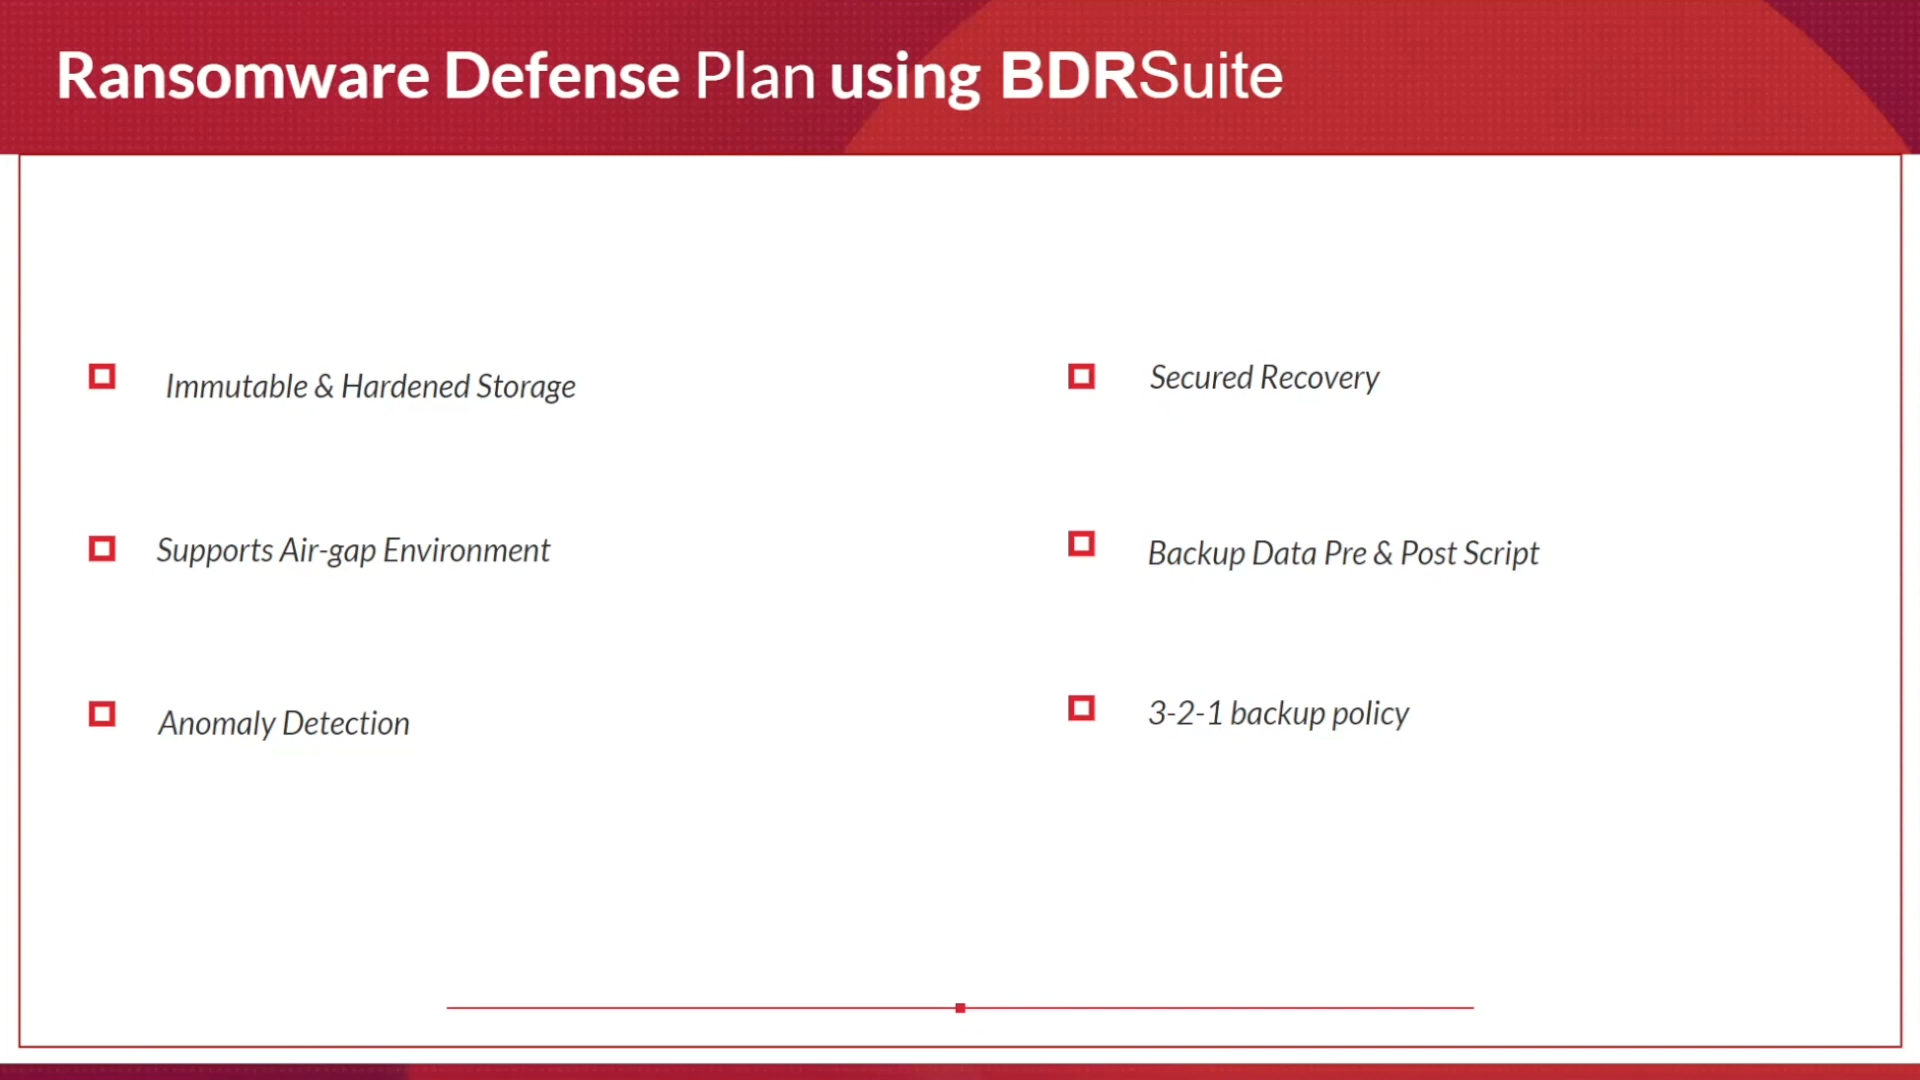 Ransomware Defense Plan using BDRSuite
Immutable & Hardened Storage
Supports Air-gap Environment
Anomaly Detection
Secured Recovery
Backup Data Pre & Post Script
3-2-1 backup policy